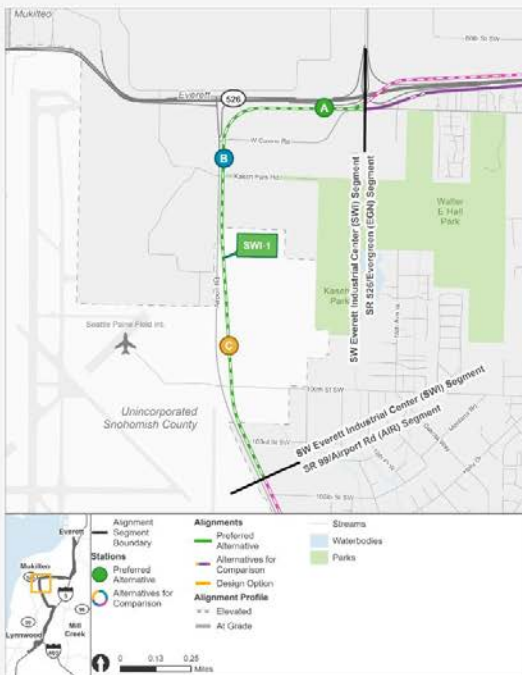 Mukilteo
Everett
526
A
W Casino Rd
B
Kasch Park Rd
SWI-1
Walter
E Hall
Park
Kasch
Park
SW Everett Industrial Center (SWI) Segment
SR 526/Evergreen (EGN) Segment
Airport Rd
Seattle Paine Field Intl.
C
100th St SW
Unincorporated
Snohomish County
SW Everett Industrial Center (SWI) Segment
SR 99/Airport Rd (AIR) Segment
103rd St SW
Everett
Mukilteo
Lynnwood
Mill
Creek
Alignment
Segment
Boundary
Stations
Preferred
Alternative
Alternatives for
Comparison
Alignments
Preferred
Alternative
Alternatives for
Comparison
Design Option
Alignment Profile
Elevated
At Grade
Streams
Waterbodies
Parks
0 0.13 0.25
Miles